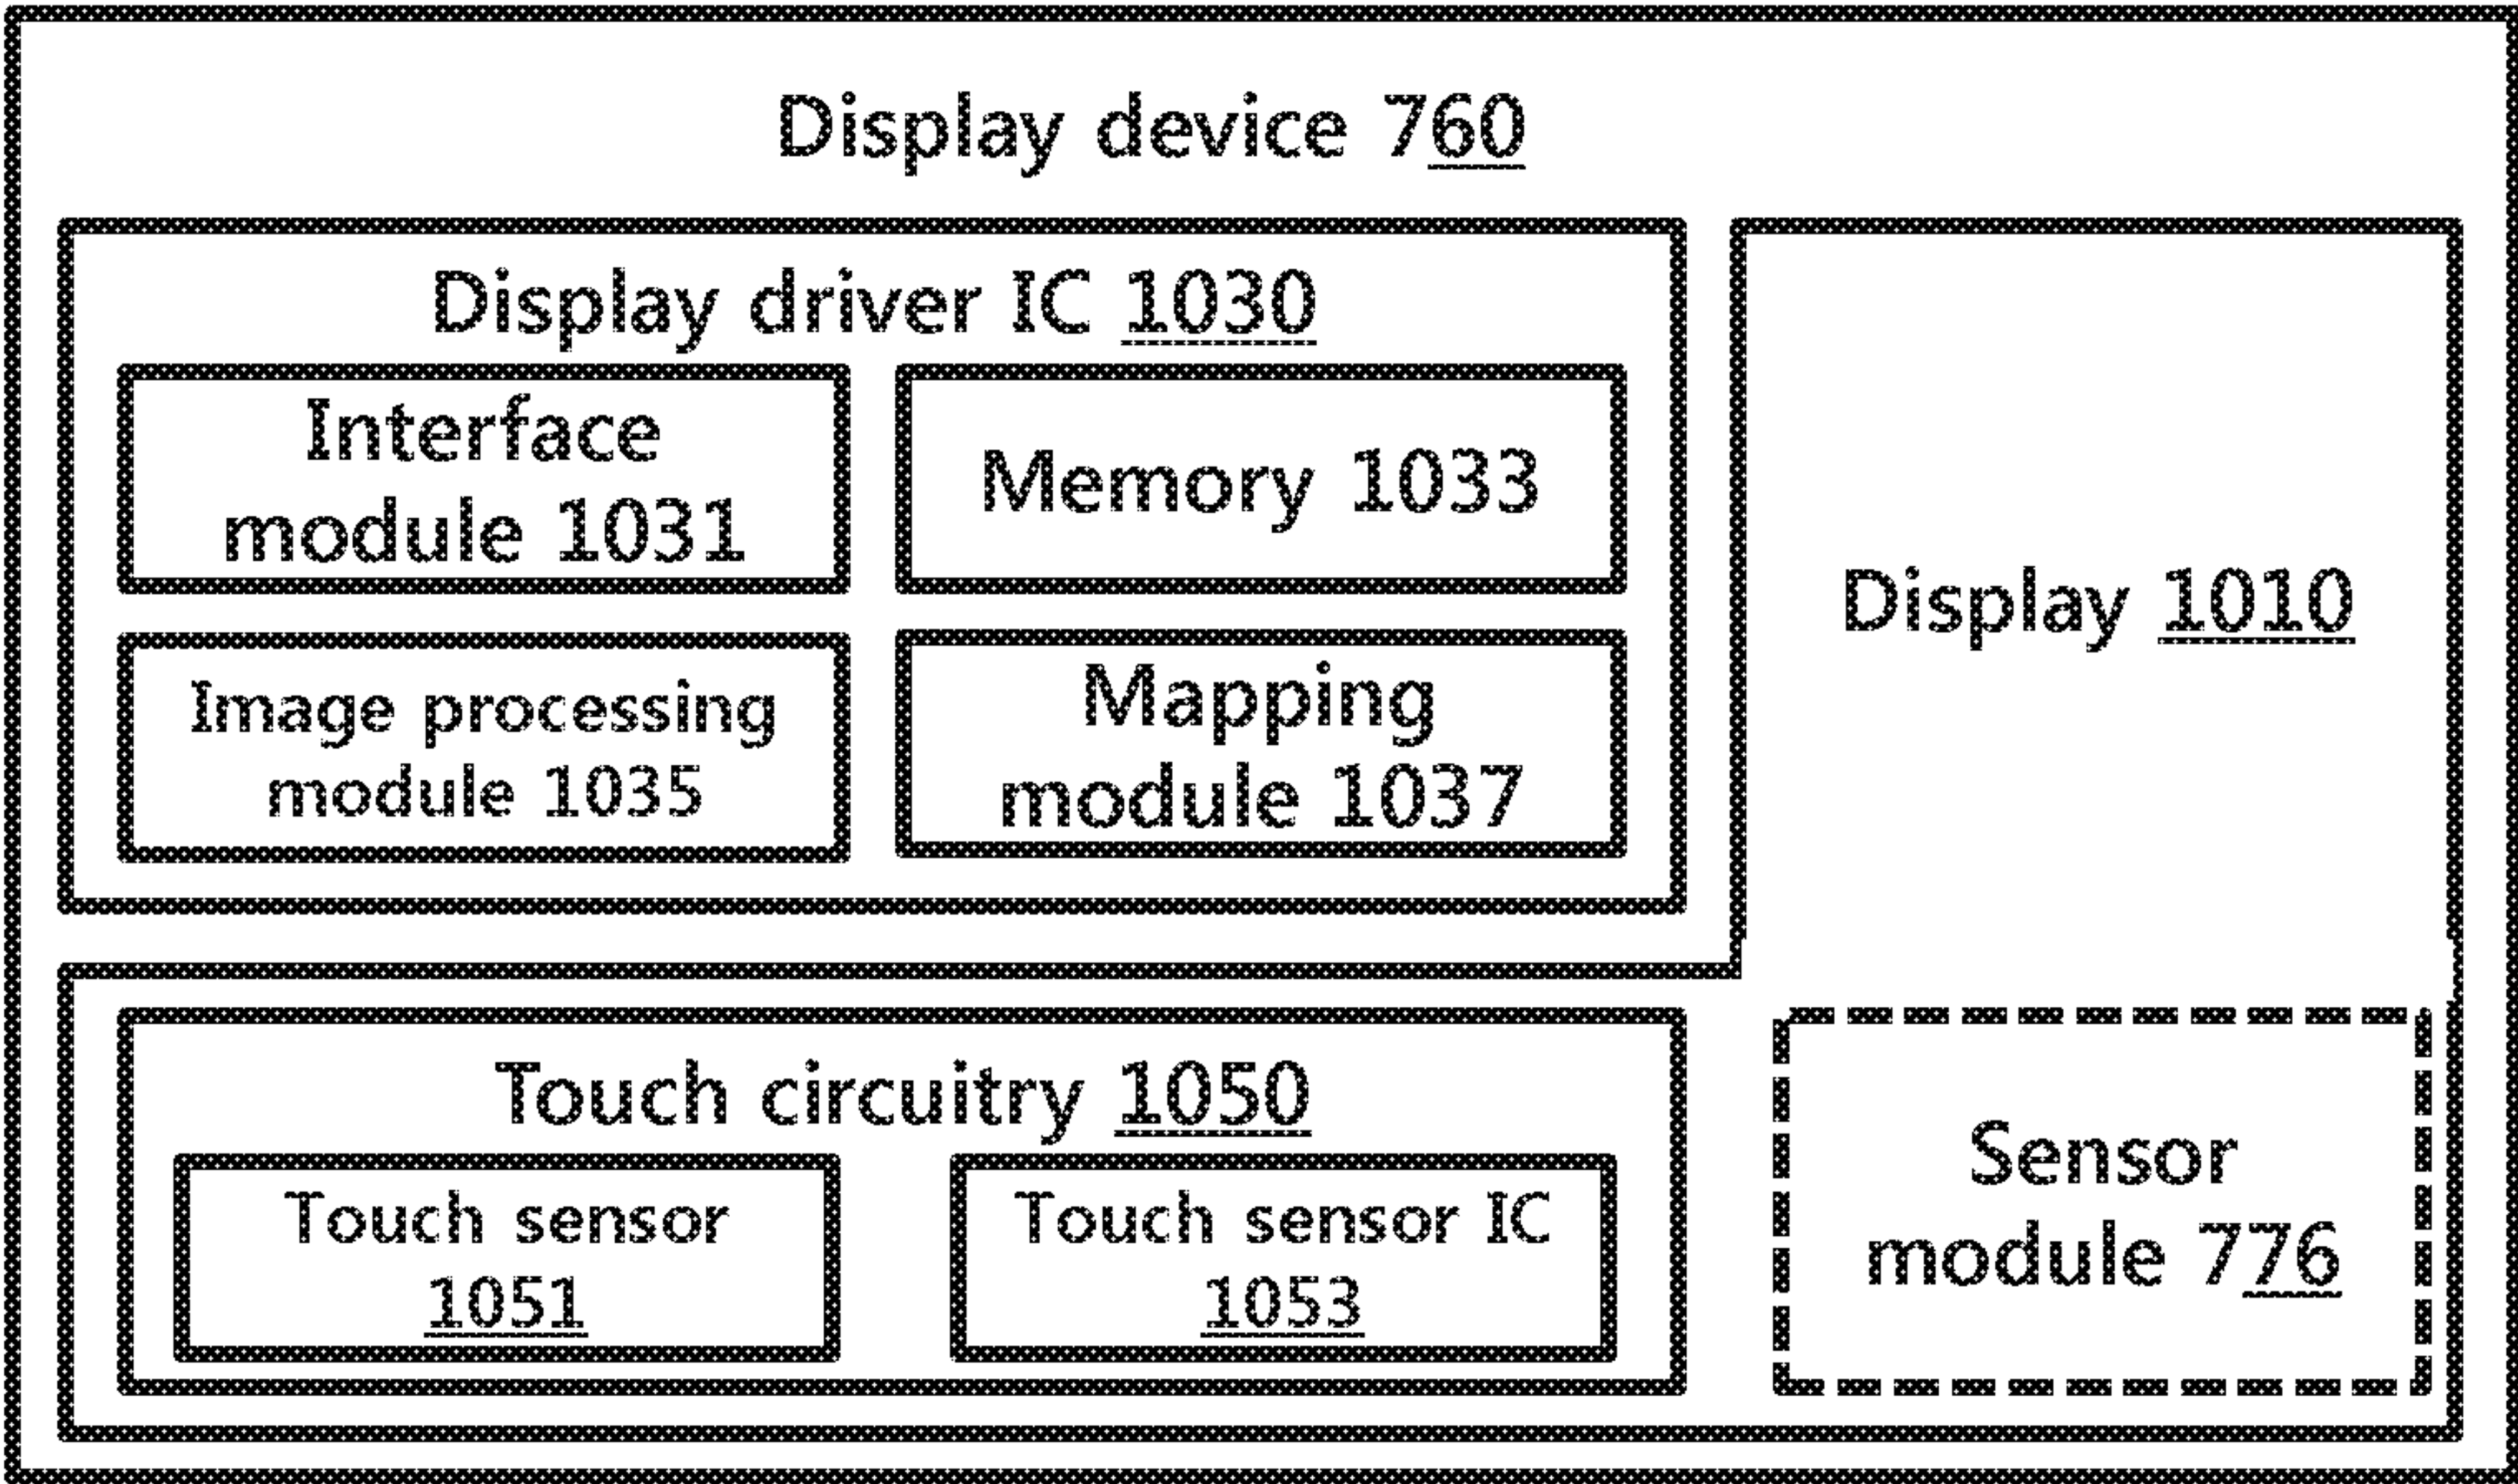 Display device 760
Display driver IC 1030
Interface
module 1031
Memory 1033
Image processing
module 1035
Mapping
module 1037
Display 1010
Touch circuitry 1050
Touch sensor
1051
Touch sensor IC
1053
Sensor
module 776